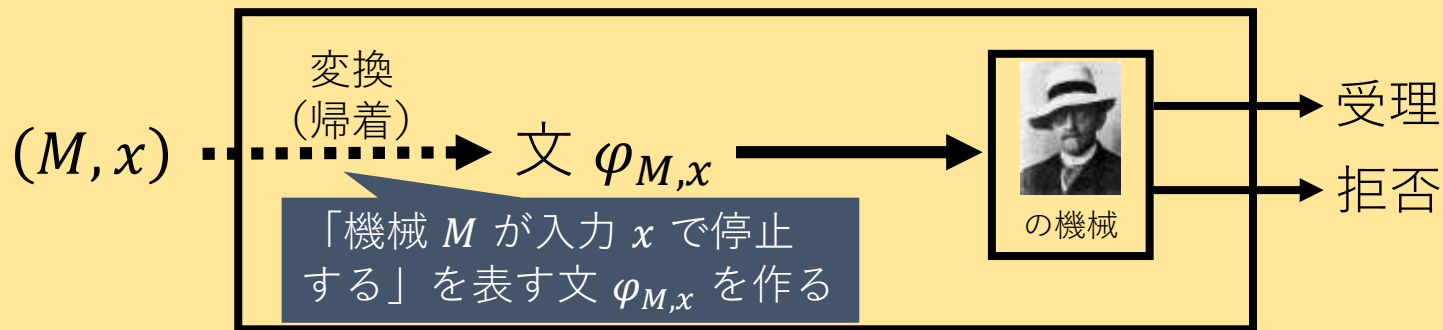 変換
（帰着）
(M, x)
文 φ_{M,x}
「機械 M が入力 x で停止
する」を表す文 φ_{M,x} を作る
の機械
受理
拒否